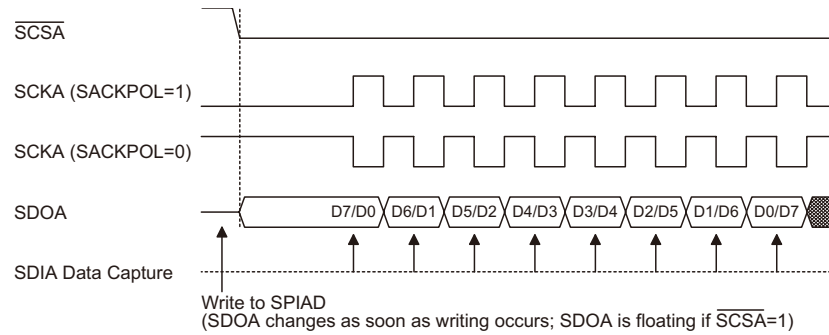 SCSA
SCKA (SACKPOL=1)
SCKA (SACKPOL=0)
SDOA
D7/D0 D6/D1 D5/D2 D4/D3 D3/D4 D2/D5 D1/D6 D0/D7
SDIA Data Capture
Write to SPIAD
(SDOA changes as soon as writing occurs; SDOA is floating if SCSA=1)